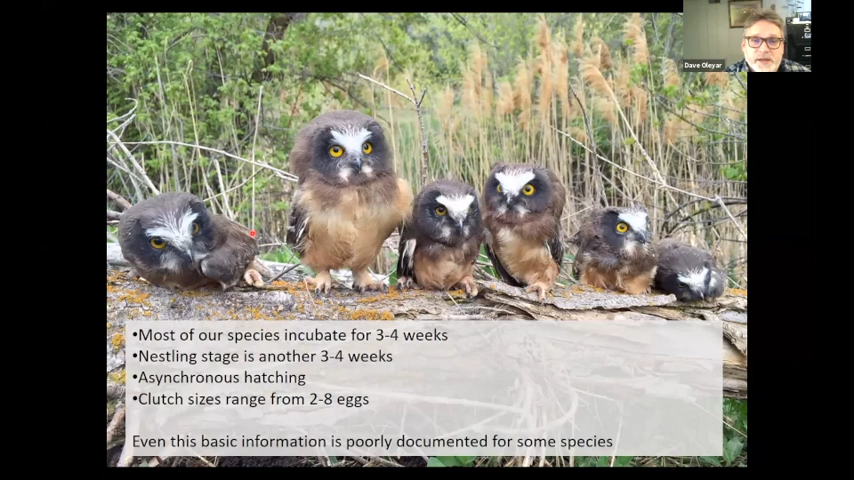 Dave Oleyar
•Most of our species incubate for 3-4 weeks
•Nestling stage is another 3-4 weeks
•Asynchronous hatching
•Clutch sizes range from 2-8 eggs
Even this basic information is poorly documented for some species